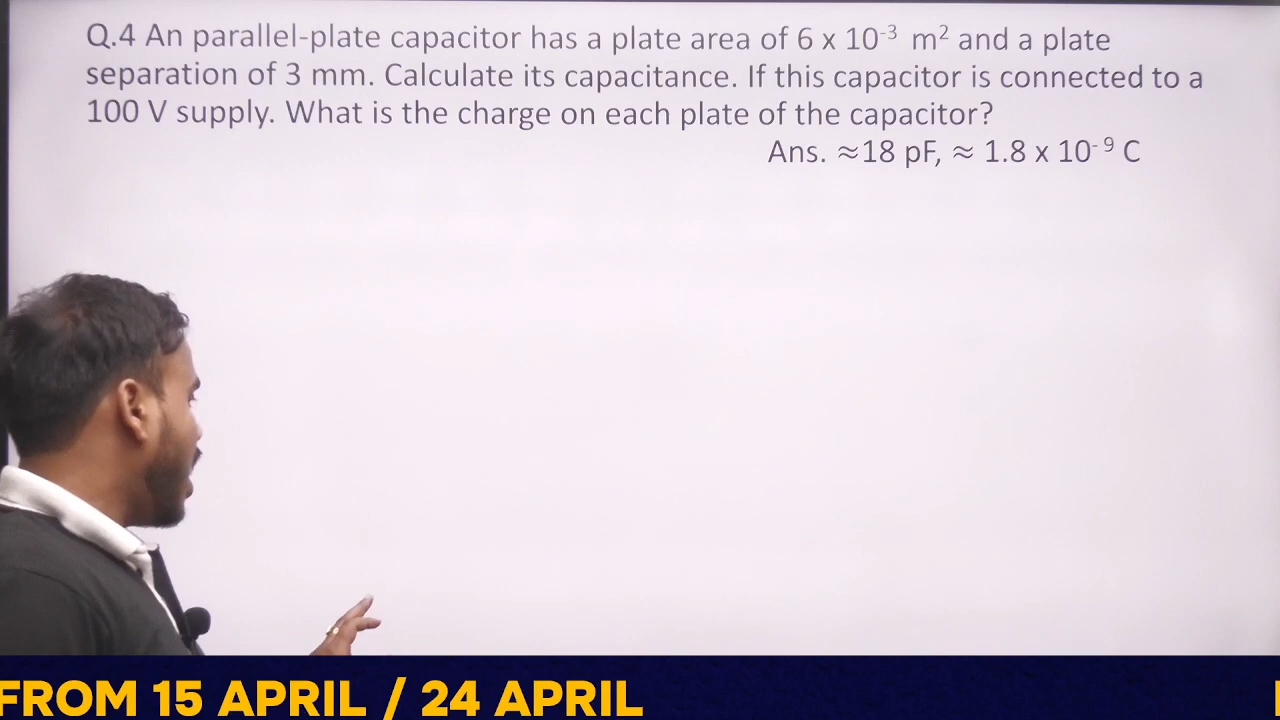 Q.4 An parallel-plate capacitor has a plate area of 6 x 10⁻³ m² and a plate
separation of 3 mm. Calculate its capacitance. If this capacitor is connected to a
100 V supply. What is the charge on each plate of the capacitor?
Ans. ≈18 pF, ≈ 1.8 x 10⁻⁹ C
FROM 15 APRIL / 24 APRIL